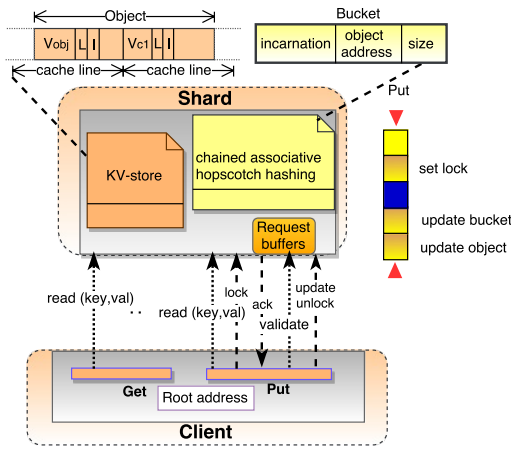 Object
Vobj L I Vc1 L I
cache line cache line
Bucket
incarnation object address size
Put
Shard
KV-store
chained associative
hopscotch hashing
Request
buffers
set lock
update bucket
update object
read (key,val)
. .
read (key,val)
lock
ack
validate
update
unlock
Get
Put
Root address
Client